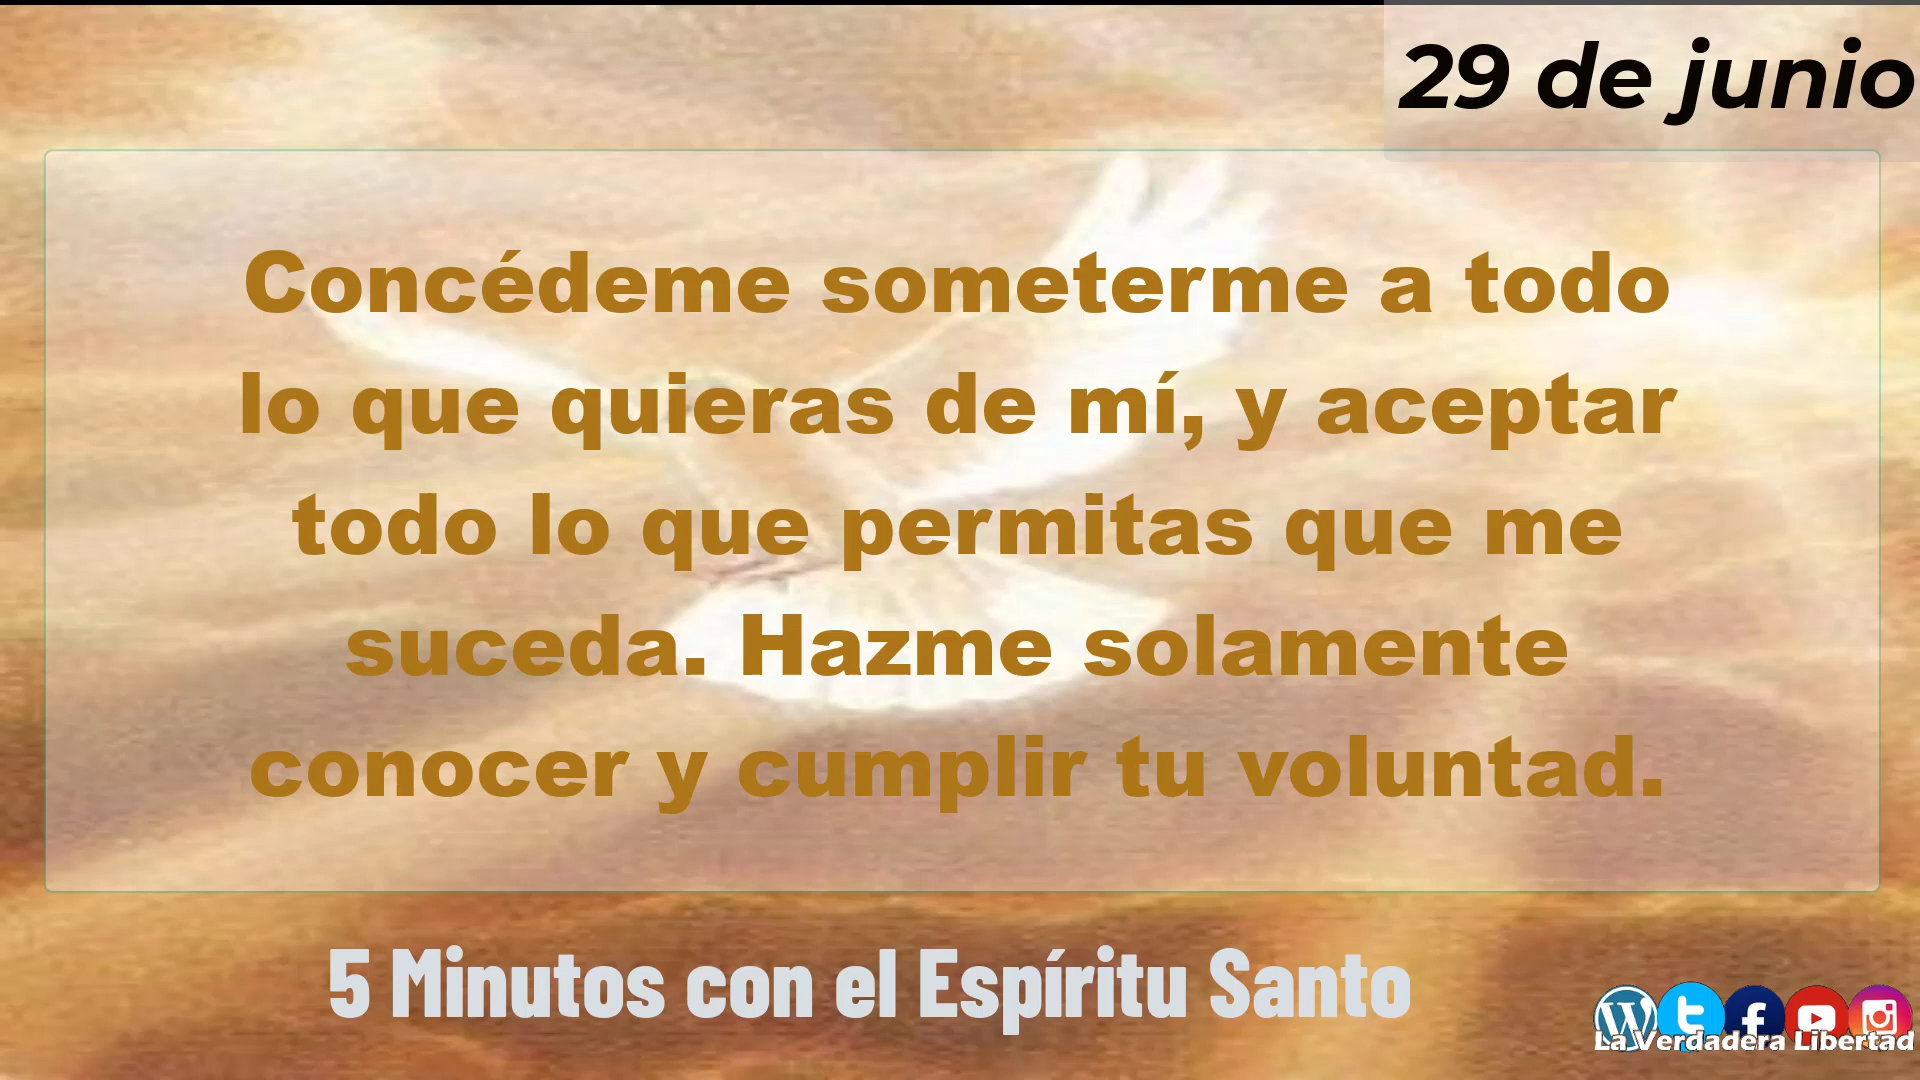 29 de junio
Concédeme someterme a todo
lo que quieras de mí, y aceptar
todo lo que permitas que me
suceda. Hazme solamente
conocer y cumplir tu voluntad.
5 Minutos con el Espíritu Santo
La Verdadera Libertad